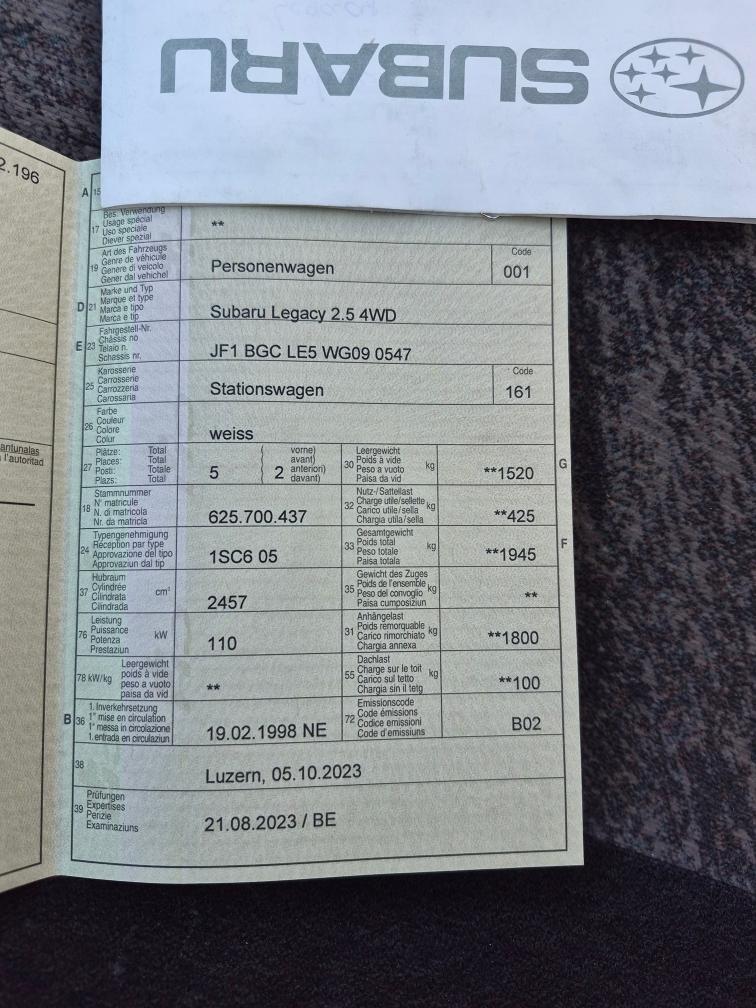 SUBARU
2.196
A 15
17 Bes. Verwendung
Usage spécial
Uso speciale
Diever spezial
**
19 Art des Fahrzeugs
Genre de véhicule
Genere di veicolo
Gener dal vehichel
Personenwagen
Code
001
D 21 Marke und Typ
Marque et type
Marca e tipo
Marca e tip
Subaru Legacy 2.5 4WD
E 23 Fahrgestell-Nr.
Châssis no
Telaio n.
Schassis nr.
JF1 BGC LE5 WG09 0547
25 Karosserie
Carrosserie
Carrozzeria
Carossaria
Stationswagen
Code
161
26 Farbe
Couleur
Colore
Colur
weiss
antunalas
l'autoritad
27 Plätze: Total
Places: Total
Posti: Totale
Plazs: Total
5
2
vorne)
avant)
anteriori)
davant)
30 Leergewicht
Poids à vide
Peso a vuoto
Paisa da vid
kg
**1520
G
18 Stammnummer
N° matricule
N. di matricola
Nr. da matricla
625.700.437
32 Nutz-/Sattellast
Charge utile/sellette
Carico utile/sella
Chargia utila/sella
kg
**425
24 Typengenehmigung
Réception par type
Approvazione del tipo
Approvaziun dal tip
1SC6 05
33 Gesamtgewicht
Poids total
Peso totale
Paisa totala
kg
**1945
F
37 Hubraum
Cylindrée
Cilindrata
Cilindrada
cm³
2457
35 Gewicht des Zuges
Poids de l'ensemble
Peso del convoglio
Paisa cumposiziun
kg
**
76 Leistung
Puissance
Potenza
Prestaziun
kW
110
31 Anhängelast
Poids remorquable
Carico rimorchiato
Chargia annexa
kg
**1800
78 kW/kg
Leergewicht
poids à vide
peso a vuoto
paisa da vid
**
55 Dachlast
Charge sur le toit
Carico sul tetto
Chargia sin il tetg
kg
**100
B 36 1. Inverkehrsetzung
1re mise en circulation
1a messa in circolazione
1. entrada en circulaziun
19.02.1998 NE
72 Emissionscode
Code émissions
Codice emissioni
Code d'emissiuns
B02
38
Luzern, 05.10.2023
39 Prüfungen
Expertises
Perizie
Examinaziuns
21.08.2023 / BE